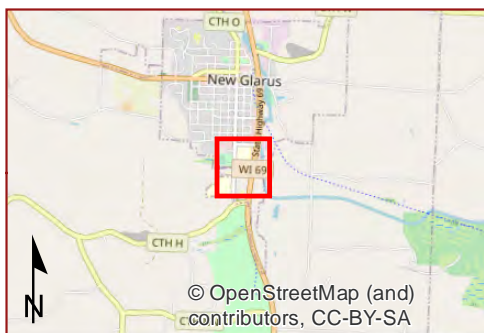 CTH O
New Glarus
State Highway 69
WI 69
CTH H
N
© OpenStreetMap (and)
contributors, CC-BY-SA